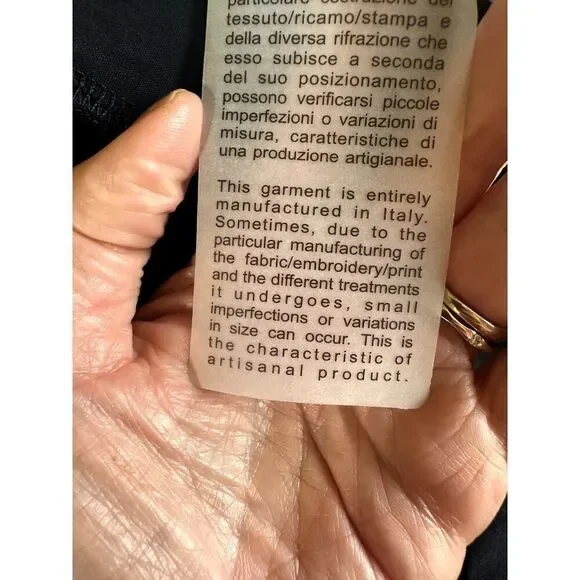 particolare costruzione del
tessuto/ricamo/stampa e
della diversa rifrazione che
esso subisce a seconda
del suo posizionamento,
possono verificarsi piccole
imperfezioni o variazioni di
misura, caratteristiche di
una produzione artigianale.
This garment is entirely
manufactured in Italy.
Sometimes, due to the
particular manufacturing of
the fabric/embroidery/print
and the different treatments
it undergoes, small
imperfections or variations
in size can occur. This is
the characteristic of
artisanal product.